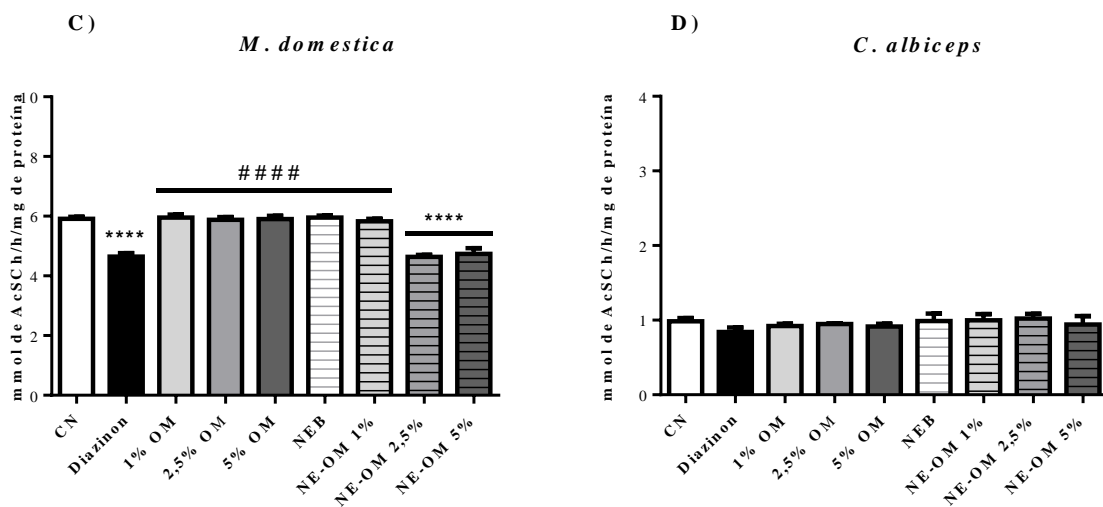 C)
M. domestica
mmol de AcSCh/h/mg de proteína
10
8
6
4
2
0
####
****
****
CN
Diazinon
1% OM
2,5% OM
5% OM
NEB
NE-OM 1%
NE-OM 2,5%
NE-OM 5%
D)
C. albiceps
mmol de AcSCh/h/mg de proteína
4
3
2
1
0
CN
Diazinon
1% OM
2,5% OM
5% OM
NEB
NE-OM 1%
NE-OM 2,5%
NE-OM 5%